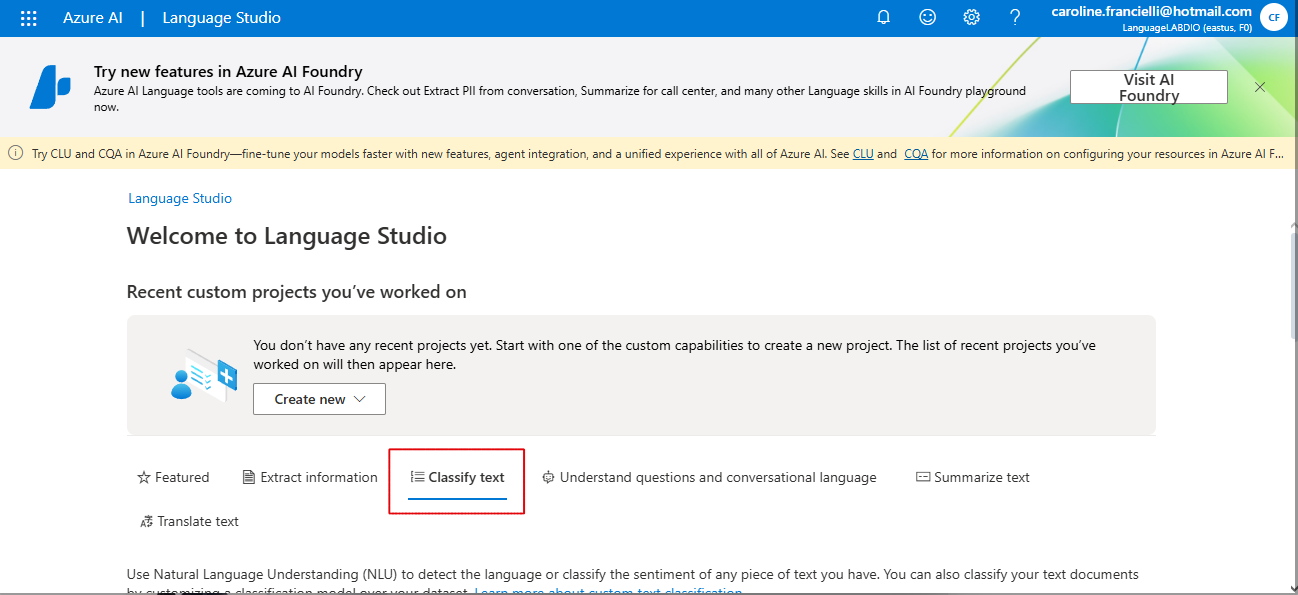 Azure AI | Language Studio
caroline.francielli@hotmail.com
LanguageLABDIO (eastus, F0)
CF
Try new features in Azure AI Foundry
Azure AI Language tools are coming to AI Foundry. Check out Extract PII from conversation, Summarize for call center, and many other Language skills in AI Foundry playground
now.
Visit AI
Foundry
Try CLU and CQA in Azure AI Foundry—fine-tune your models faster with new features, agent integration, and a unified experience with all of Azure AI. See CLU and CQA for more information on configuring your resources in Azure AI F...
Language Studio
Welcome to Language Studio
Recent custom projects you’ve worked on
You don’t have any recent projects yet. Start with one of the custom capabilities to create a new project. The list of recent projects you’ve
worked on will then appear here.
Create new
Featured
Extract information
Classify text
Understand questions and conversational language
Summarize text
Translate text
Use Natural Language Understanding (NLU) to detect the language or classify the sentiment of any piece of text you have. You can also classify your text documents
by customizing a classification model over your dataset. Learn more about custom text classification